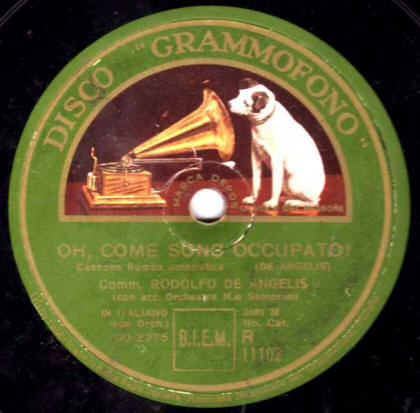 DISCO "GRAMMOFONO"
MARCA DEPOS
OH, COME SONO OCCUPATO!
Canzone Rumba umoristica (DE ANGELIS)
Comm. RODOLFO DE ANGELIS
(con acc. Orchestra M.o Semprini)
IN ITALIANO
(con Orch.)
OO-2275
B.I.E.M.
GIRI 78
No. Cat.
R
11102